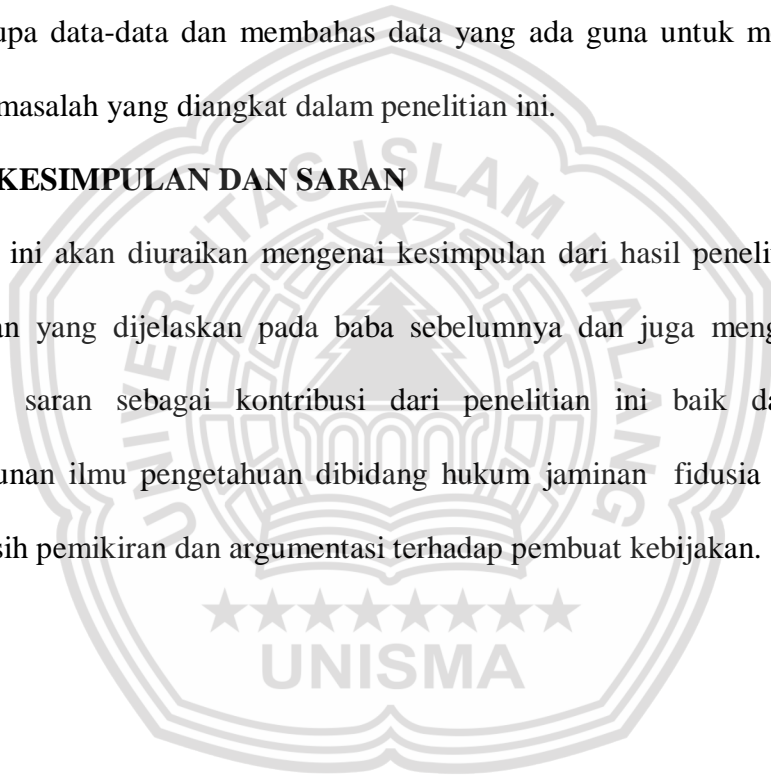 upa data-data dan membahas data yang ada guna untuk m
masalah yang diangkat dalam penelitian ini.
KESIMPULAN DAN SARAN
ini akan diuraikan mengenai kesimpulan dari hasil peneli
an yang dijelaskan pada baba sebelumnya dan juga meng
saran sebagai kontribusi dari penelitian ini baik da
unan ilmu pengetahuan dibidang hukum jaminan fidusia
sih pemikiran dan argumentasi terhadap pembuat kebijakan.
UNIVERSITAS ISLAM MALANG
UNISMA